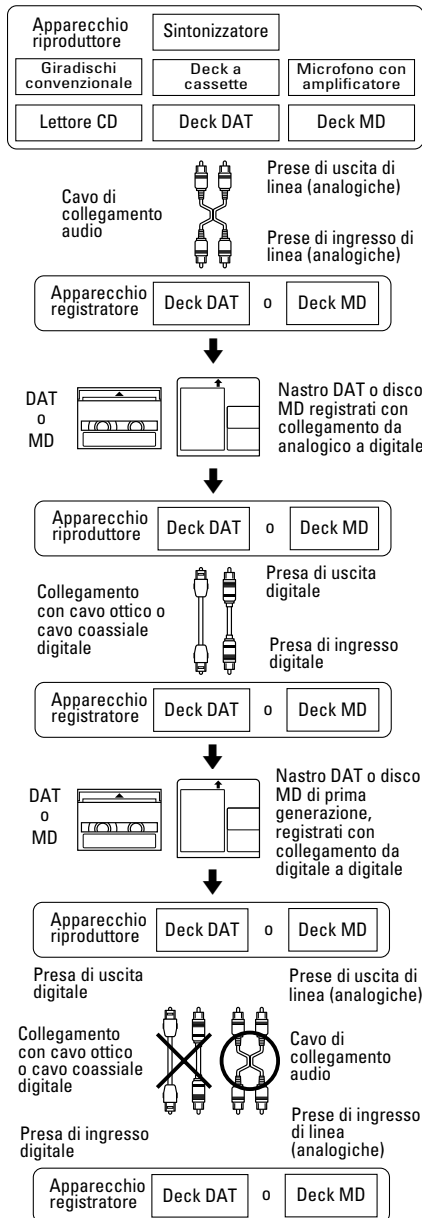 Apparecchio
riproduttore
Sintonizzatore
Giradischi
convenzionale
Deck a
cassette
Microfono con
amplificatore
Lettore CD
Deck DAT
Deck MD
Cavo di
collegamento
audio
Prese di uscita di
linea (analogiche)
Prese di ingresso di
linea (analogiche)
Apparecchio
registratore
Deck DAT
o
Deck MD
DAT
o
MD
Nastro DAT o disco
MD registrati con
collegamento da
analogico a digitale
Apparecchio
riproduttore
Deck DAT
o
Deck MD
Collegamento
con cavo ottico o
cavo coassiale
digitale
Presa di uscita
digitale
Presa di ingresso
digitale
Apparecchio
registratore
Deck DAT
o
Deck MD
DAT
o
MD
Nastro DAT o disco
MD di prima
generazione,
registrati con
collegamento da
digitale a digitale
Apparecchio
riproduttore
Deck DAT
o
Deck MD
Presa di uscita
digitale
Prese di uscita di
linea (analogiche)
Collegamento
con cavo ottico
o cavo coassiale
digitale
Cavo di
collegamento
audio
Presa di ingresso
digitale
Prese di ingresso
di linea
(analogiche)
Apparecchio
registratore
Deck DAT
o
Deck MD